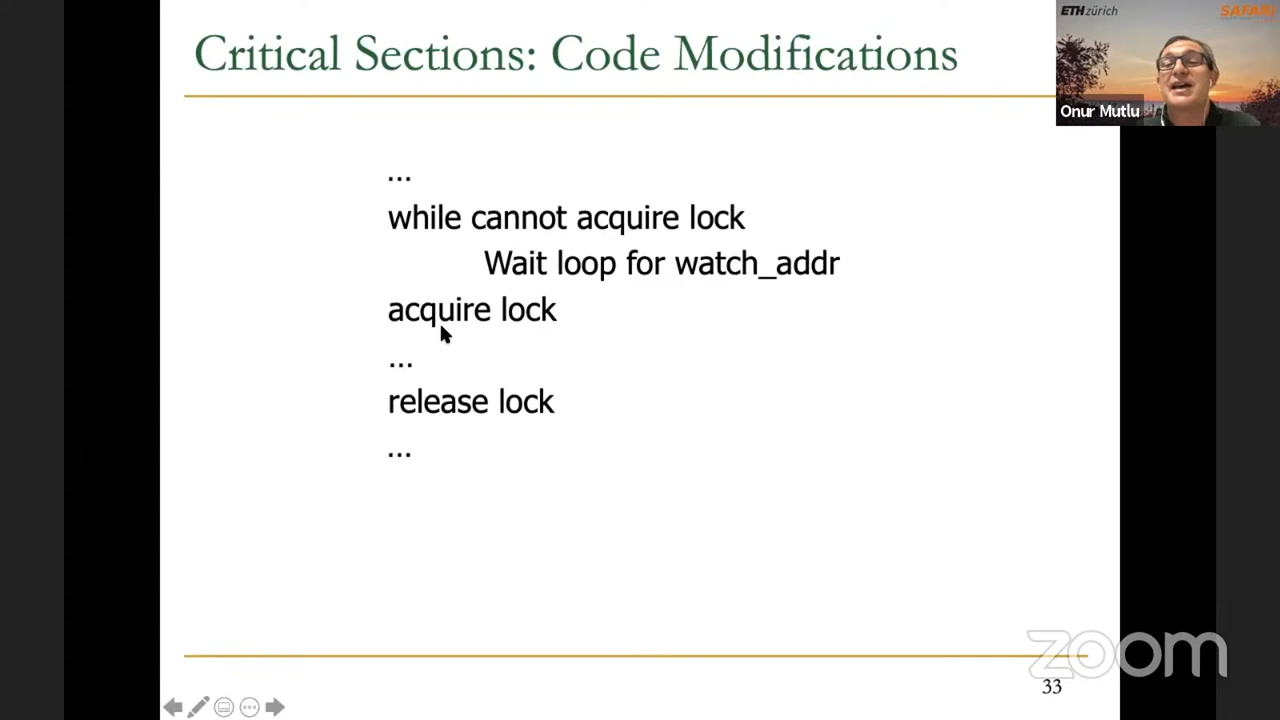 Critical Sections: Code Modifications
ETH zürich
SAFARI
Onur Mutlu
...
while cannot acquire lock
Wait loop for watch_addr
acquire lock
...
release lock
...
zoom
33